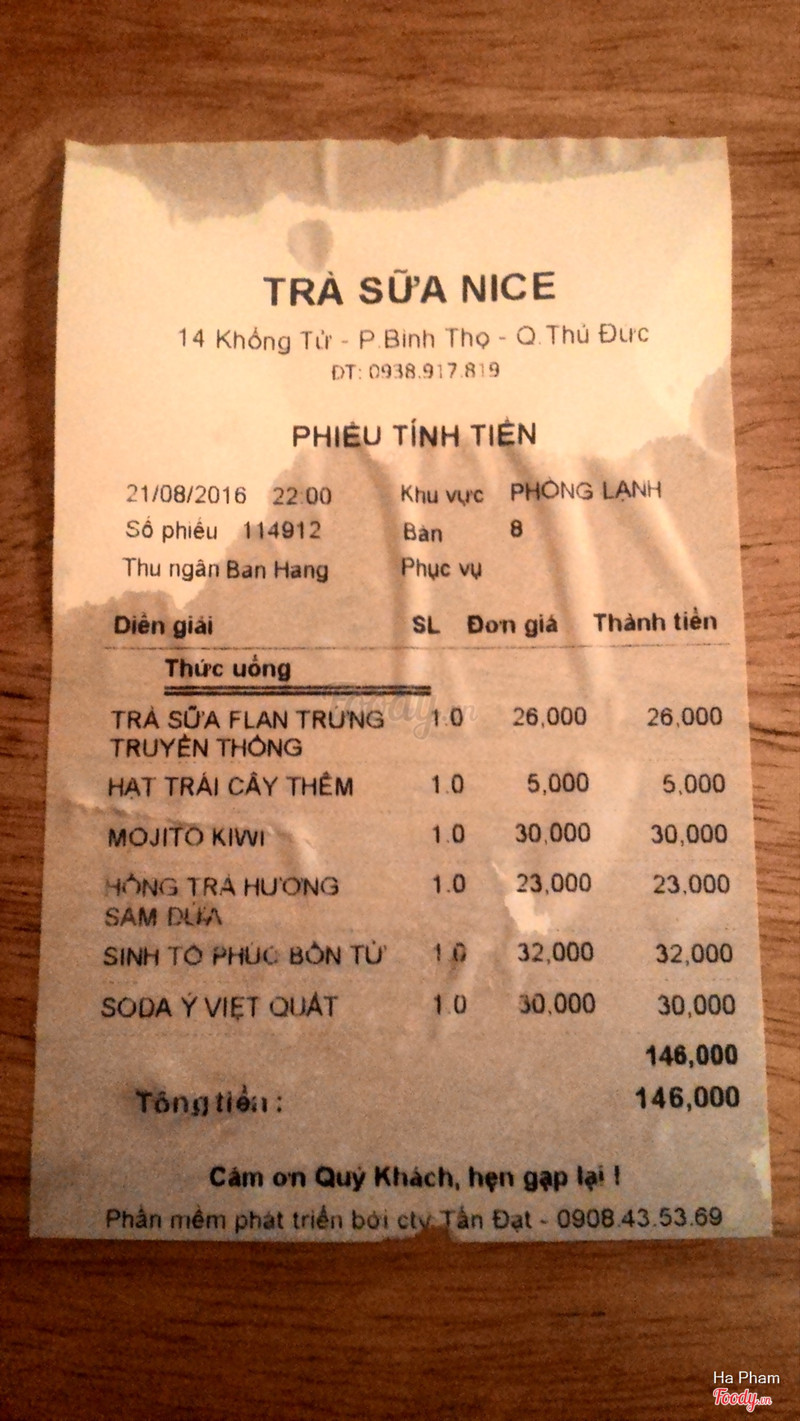 TRÀ SỮA NICE
14 Khổng Tử - P.Bình Thọ - Q.Thủ Đức
ĐT: 0938.917.819
PHIẾU TÍNH TIỀN
21/08/2016 22:00 Khu vực PHÒNG LẠNH
Số phiếu 114912 Bàn 8
Thu ngân Ban Hang Phục vụ
Diễn giải SL Đơn giá Thành tiền
Thức uống
TRÀ SỮA FLAN TRỨNG 1.0 26,000 26,000
TRUYỀN THỐNG
HẠT TRÁI CÂY THÊM 1.0 5,000 5,000
MOJITO KIWI 1.0 30,000 30,000
HỒNG TRÀ HƯƠNG 1.0 23,000 23,000
SAM DỨA
SINH TỐ PHÚC BỒN TỬ 1.0 32,000 32,000
SODA Ý VIỆT QUẤT 1.0 30,000 30,000
146,000
Tổng tiền : 146,000
Cám ơn Quý Khách, hẹn gặp lại !
Phần mềm phát triển bởi cty Tấn Đạt - 0908.43.53.69
Ha Pham
Foody.vn